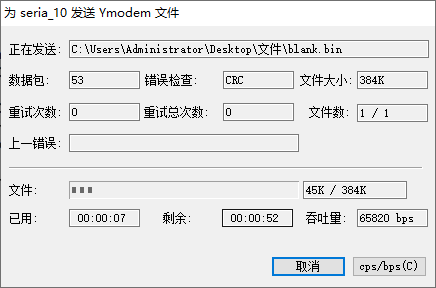 为 seria_10 发送 Ymodem 文件
正在发送: C:\Users\Administrator\Desktop\文件\blank.bin
数据包: 53 错误检查: CRC 文件大小: 384K
重试次数: 0 重试总次数: 0 文件数: 1 / 1
上一错误:
文件: 45K / 384K
已用: 00:00:07 剩余: 00:00:52 吞吐量: 65820 bps
取消 cps/bps(C)